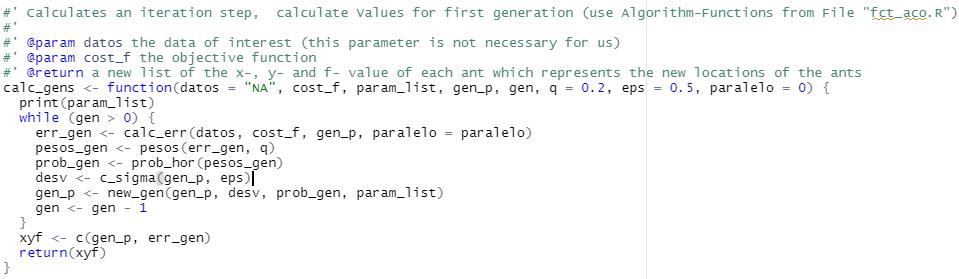 #' Calculates an iteration step,  calculate Values for first generation (use Algorithm-Functions from File "fct_aco.R")
#'
#' @param datos the data of interest (this parameter is not necessary for us)
#' @param cost_f the objective function
#' @return a new list of the x-, y- and f- value of each ant which represents the new locations of the ants
calc_gens <- function(datos = "NA", cost_f, param_list, gen_p, gen, q = 0.2, eps = 0.5, paralelo = 0) {
  print(param_list)
  while (gen > 0) {
    err_gen <- calc_err(datos, cost_f, gen_p, paralelo = paralelo)
    pesos_gen <- pesos(err_gen, q)
    prob_gen <- prob_hor(pesos_gen)
    desv <- c_sigma(gen_p, eps)
    gen_p <- new_gen(gen_p, desv, prob_gen, param_list)
    gen <- gen - 1
  }
  xyf <- c(gen_p, err_gen)
  return(xyf)
}